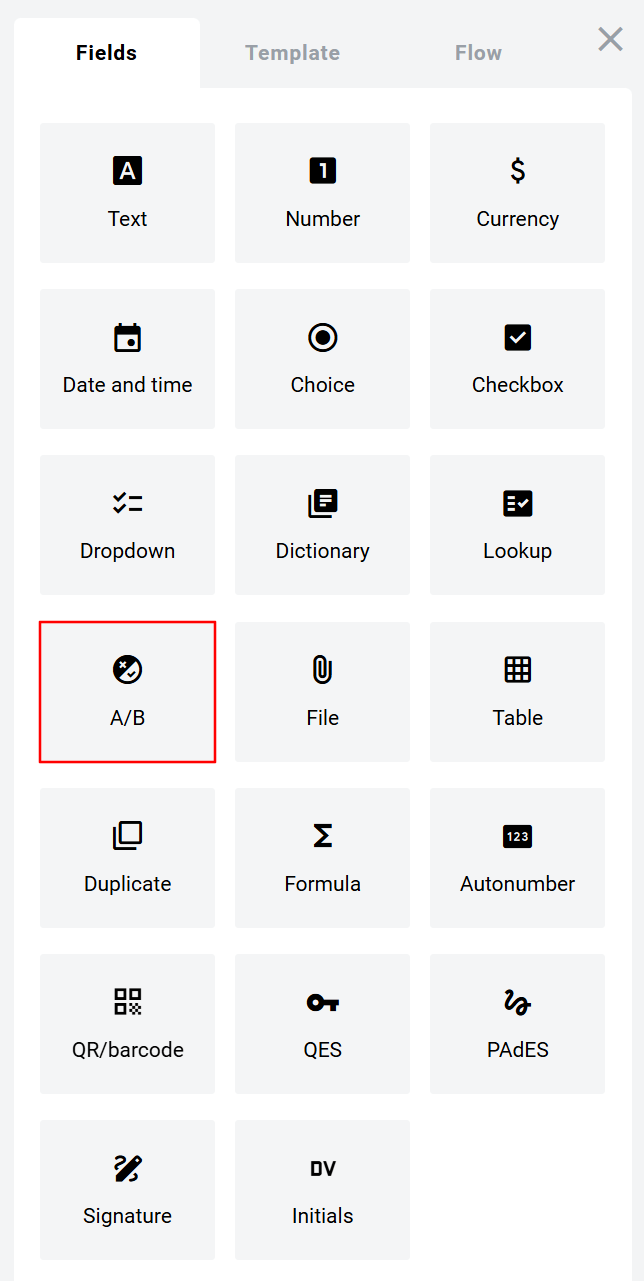 Fields Template Flow
A 1 $
Text Number Currency
Date and time Choice Checkbox
Dropdown Dictionary Lookup
A/B File Table
Σ 123
Duplicate Formula Autonumber
QR/barcode QES PAdES
DV
Signature Initials